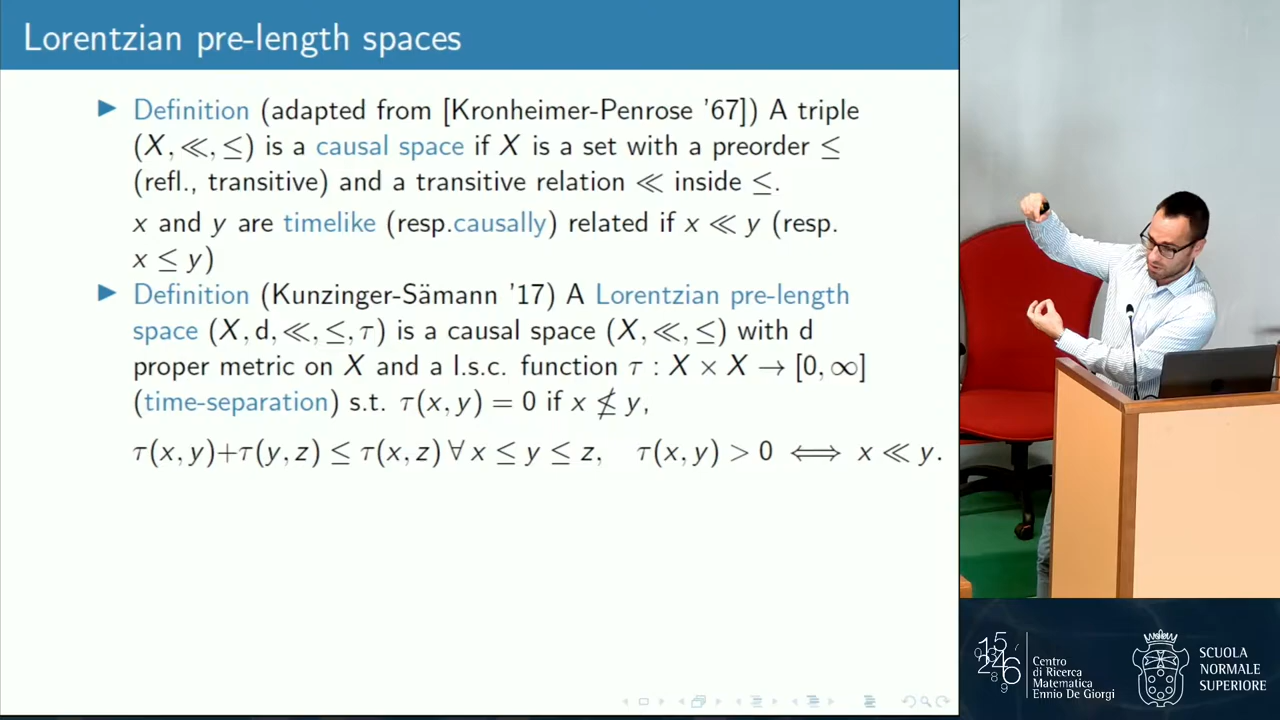 Lorentzian pre-length spaces
Definition (adapted from [Kronheimer-Penrose '67]) A triple
(X, ≪, ≤) is a causal space if X is a set with a preorder ≤
(refl., transitive) and a transitive relation ≪ inside ≤.
x and y are timelike (resp.causally) related if x ≪ y (resp.
x ≤ y)
Definition (Kunzinger-Sämann '17) A Lorentzian pre-length
space (X, d, ≪, ≤, τ) is a causal space (X, ≪, ≤) with d
proper metric on X and a l.s.c. function τ : X × X → [0, ∞]
(time-separation) s.t. τ(x, y) = 0 if x ≰ y,
τ(x, y)+τ(y, z) ≤ τ(x, z) ∀ x ≤ y ≤ z, τ(x, y) > 0 ⟺ x ≪ y.
Centro
di Ricerca
Matematica
Ennio De Giorgi
SCUOLA
NORMALE
SUPERIORE